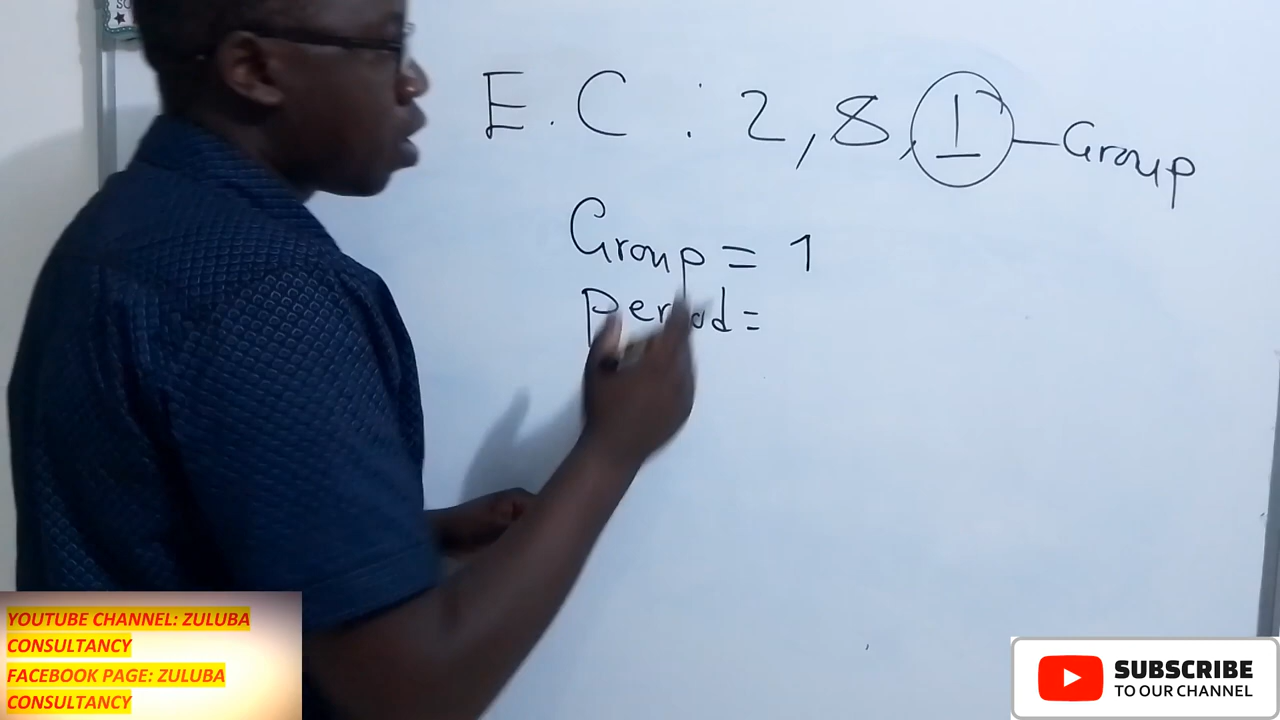 E.C : 2,8,1 - Group
Group = 1
Period =
YOUTUBE CHANNEL: ZULUBA
CONSULTANCY
FACEBOOK PAGE: ZULUBA
CONSULTANCY
SUBSCRIBE
TO OUR CHANNEL